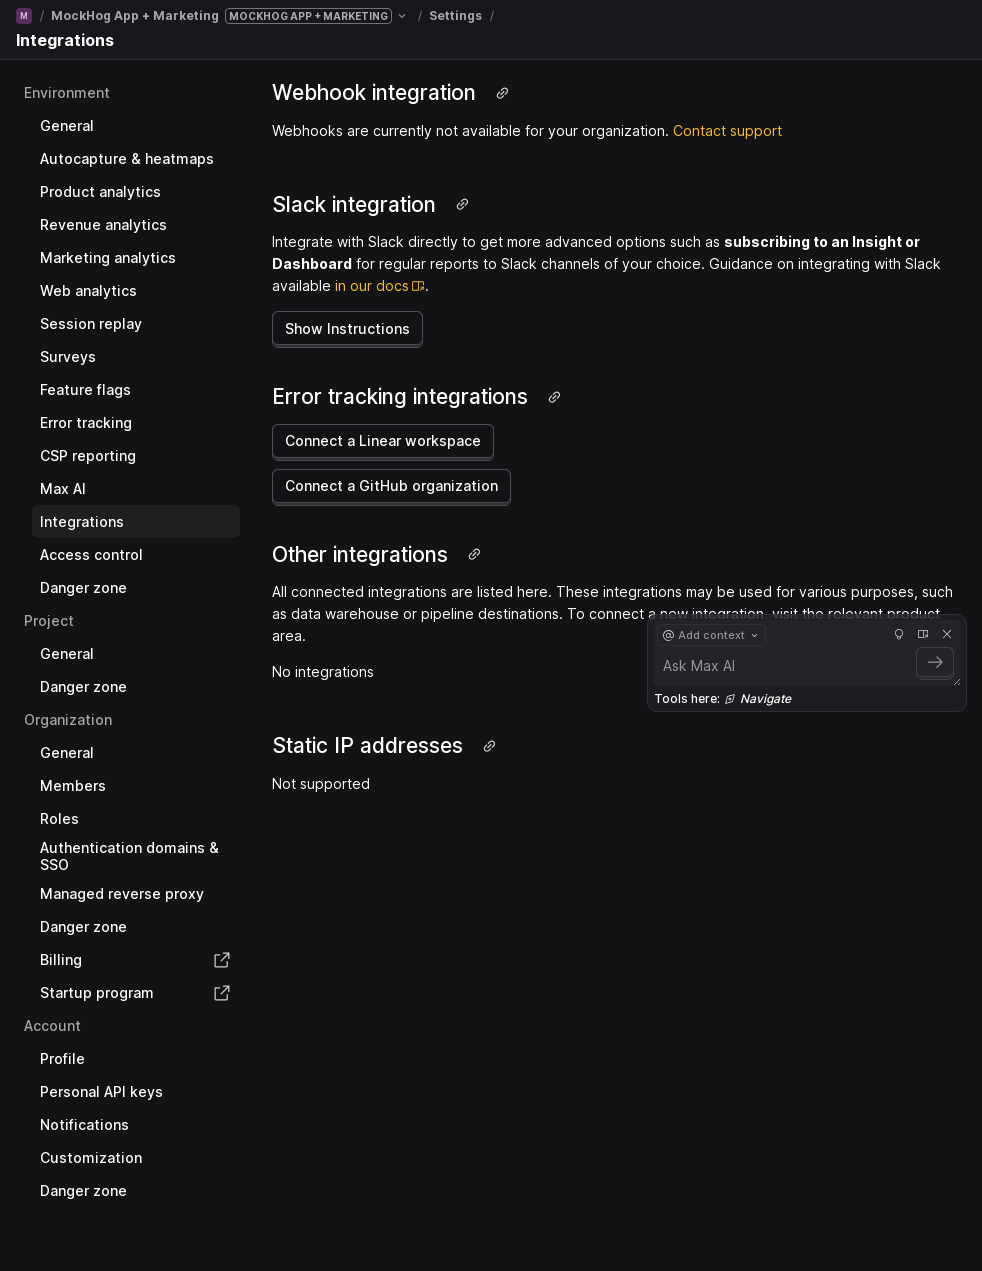 M / MockHog App + Marketing MOCKHOG APP + MARKETING / Settings /
Integrations
Environment
General
Autocapture & heatmaps
Product analytics
Revenue analytics
Marketing analytics
Web analytics
Session replay
Surveys
Feature flags
Error tracking
CSP reporting
Max AI
Integrations
Access control
Danger zone
Project
General
Danger zone
Organization
General
Members
Roles
Authentication domains &
SSO
Managed reverse proxy
Danger zone
Billing
Startup program
Account
Profile
Personal API keys
Notifications
Customization
Danger zone
Webhook integration
Webhooks are currently not available for your organization. Contact support
Slack integration
Integrate with Slack directly to get more advanced options such as subscribing to an Insight or
Dashboard for regular reports to Slack channels of your choice. Guidance on integrating with Slack
available in our docs.
Show Instructions
Error tracking integrations
Connect a Linear workspace
Connect a GitHub organization
Other integrations
All connected integrations are listed here. These integrations may be used for various purposes, such
as data warehouse or pipeline destinations. To connect a new integration, visit the relevant product
area.
No integrations
Static IP addresses
Not supported
@ Add context
Ask Max AI
Tools here: Navigate